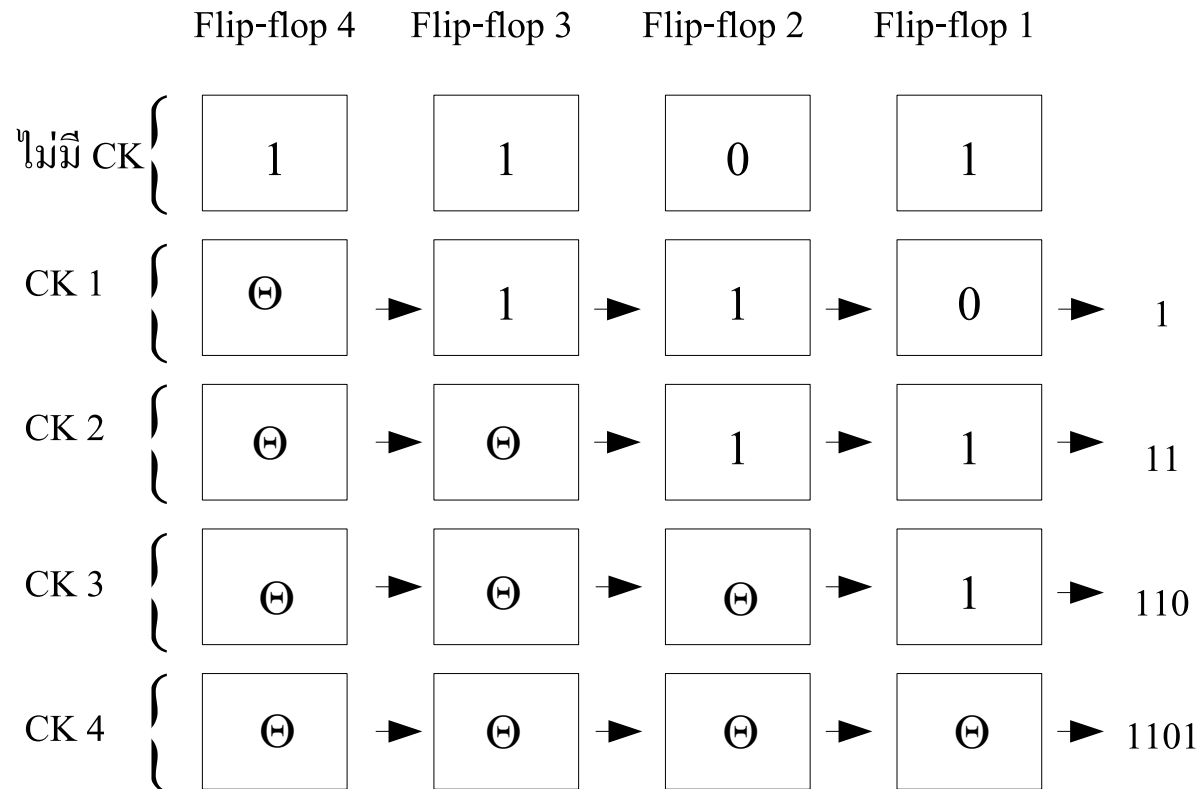 Flip-flop 4 Flip-flop 3 Flip-flop 2 Flip-flop 1
ไม่มี CK 1 1 0 1
CK 1 Θ 1 1 0 1
CK 2 Θ Θ 1 1 11
CK 3 Θ Θ Θ 1 110
CK 4 Θ Θ Θ Θ 1101